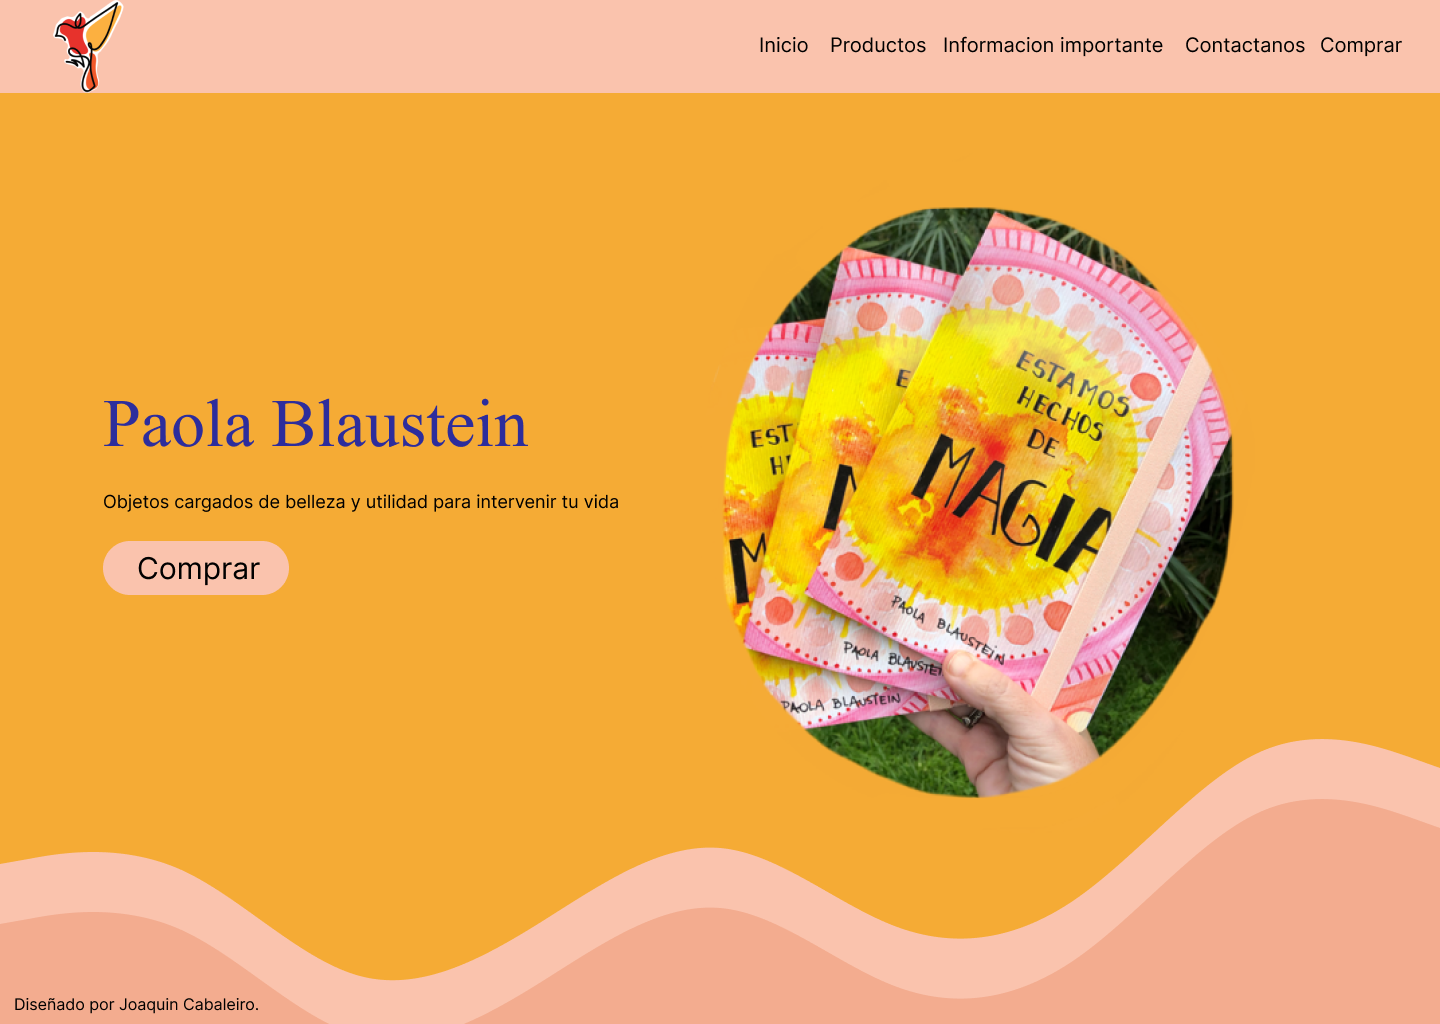 Inicio Productos Informacion importante Contactanos Comprar
Paola Blaustein
Objetos cargados de belleza y utilidad para intervenir tu vida
Comprar
ESTAMOS
HECHOS
DE
MAGIA
PAOLA BLAUSTEIN
PAOLA BLAUSTEIN
PAOLA BLAUSTEIN
Diseñado por Joaquin Cabaleiro.